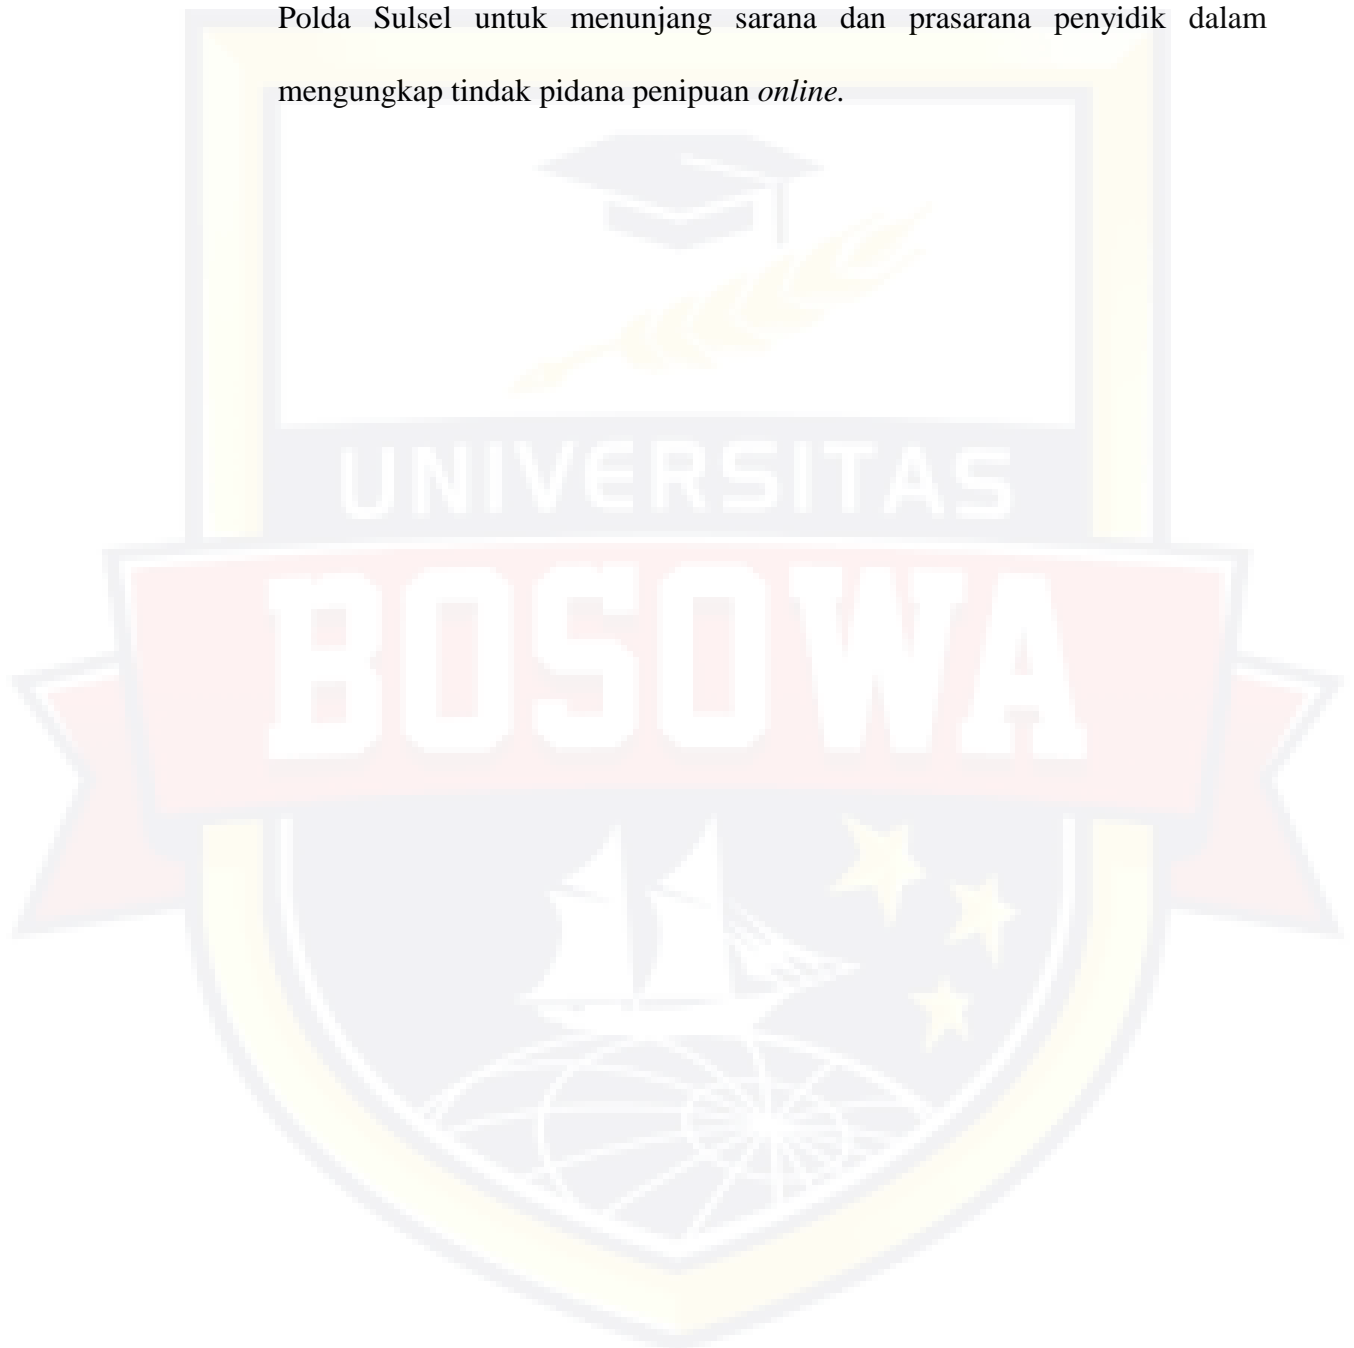 Polda Sulsel untuk menunjang sarana dan prasarana penyidik dalam
mengungkap tindak pidana penipuan online.
UNIVERSITAS
BOSOWA